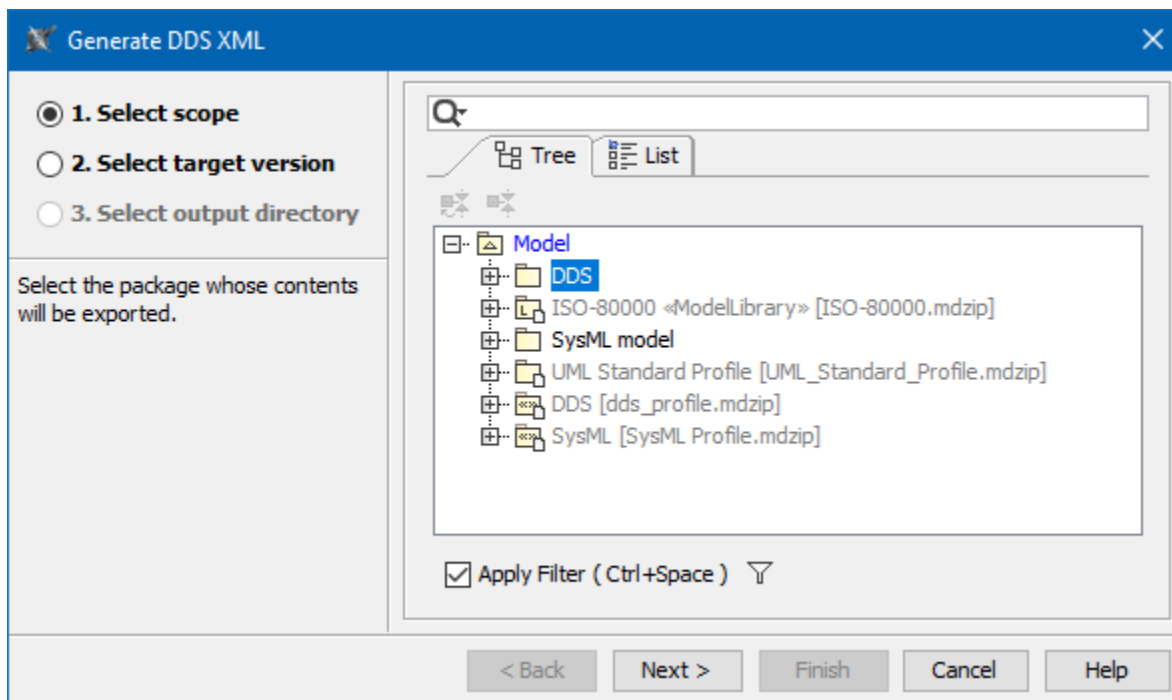 Generate DDS XML
1. Select scope
2. Select target version
3. Select output directory
Select the package whose contents
will be exported.
Tree
List
Model
DDS
ISO-80000 «ModelLibrary» [ISO-80000.mdzip]
SysML model
UML Standard Profile [UML_Standard_Profile.mdzip]
DDS [dds_profile.mdzip]
SysML [SysML Profile.mdzip]
Apply Filter ( Ctrl+Space )
< Back
Next >
Finish
Cancel
Help